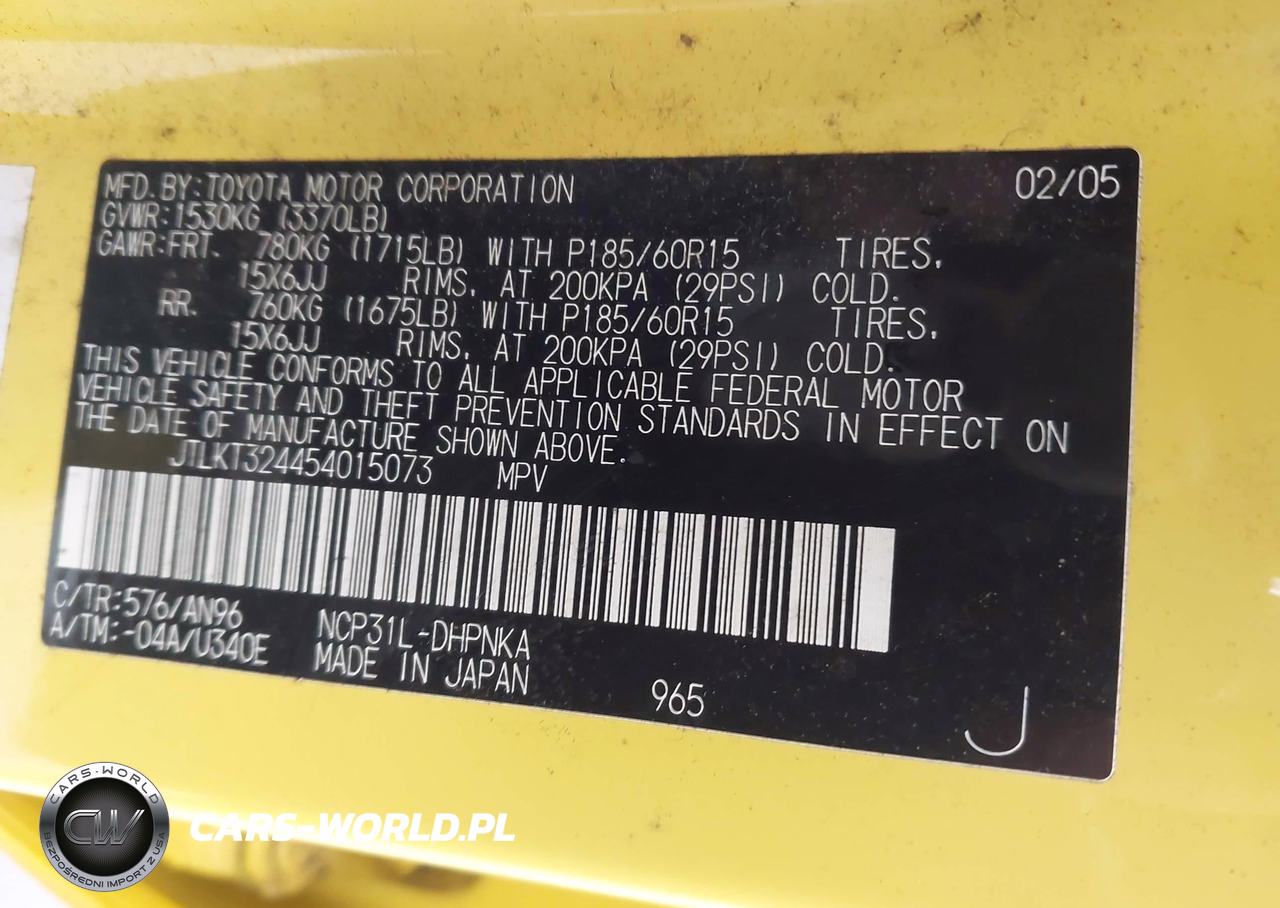 MFD. BY: TOYOTA MOTOR CORPORATION 02/05
GVWR: 1530KG (3370LB)
GAWR: FRT. 780KG (1715LB) WITH P185/60R15 TIRES,
15X6JJ RIMS, AT 200KPA (29PSI) COLD.
RR. 760KG (1675LB) WITH P185/60R15 TIRES,
15X6JJ RIMS, AT 200KPA (29PSI) COLD.
THIS VEHICLE CONFORMS TO ALL APPLICABLE FEDERAL MOTOR
VEHICLE SAFETY AND THEFT PREVENTION STANDARDS IN EFFECT ON
THE DATE OF MANUFACTURE SHOWN ABOVE.
JTLKT324454015073 MPV
C/TR: 576/AN96 NCP31L-DHPNKA
A/TM: -04A/U340E MADE IN JAPAN
965
J
CARS-WORLD
CW
BEZPOŚREDNI IMPORT Z USA
CARS-WORLD.PL